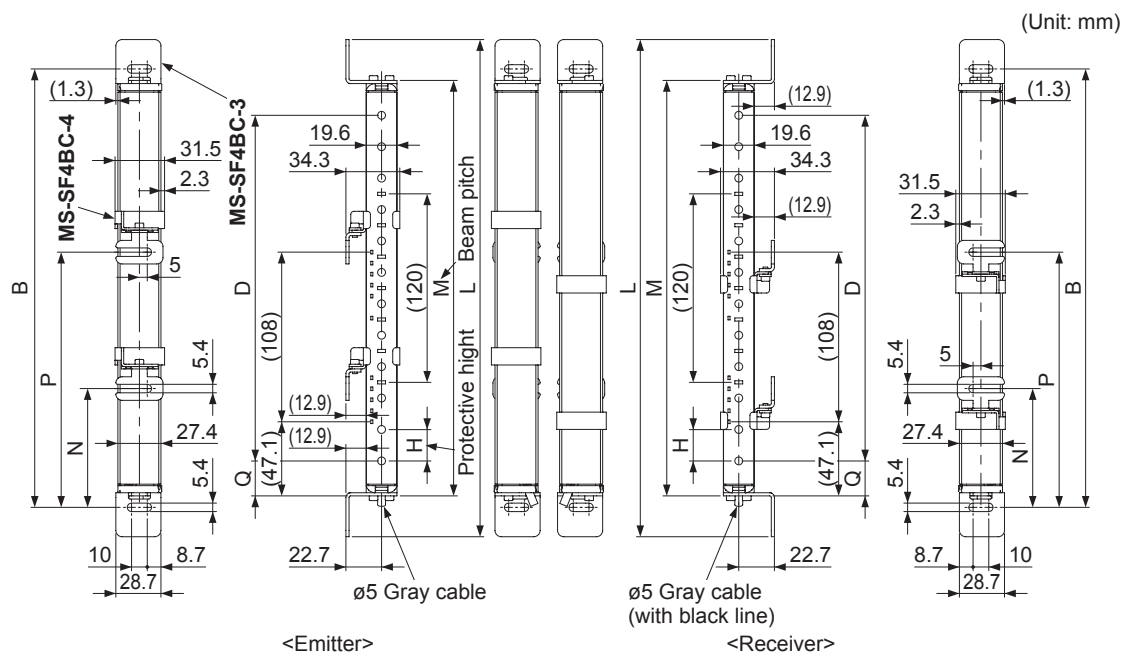 (Unit: mm)
(1.3)
MS-SF4BC-4
MS-SF4BC-3
31.5
2.3
5
B
P
N
5.4
27.4
5.4
10
8.7
28.7
19.6
34.3
D
(108)
(120)
M
Beam pitch
L
Protective hight
(12.9)
(12.9)
H
(47.1)
Q
22.7
ø5 Gray cable
<Emitter>
L
M
(12.9)
19.6
34.3
(12.9)
(120)
D
(108)
H
(47.1)
Q
22.7
ø5 Gray cable
(with black line)
<Receiver>
(1.3)
31.5
2.3
B
5
5.4
P
27.4
N
5.4
8.7
10
28.7